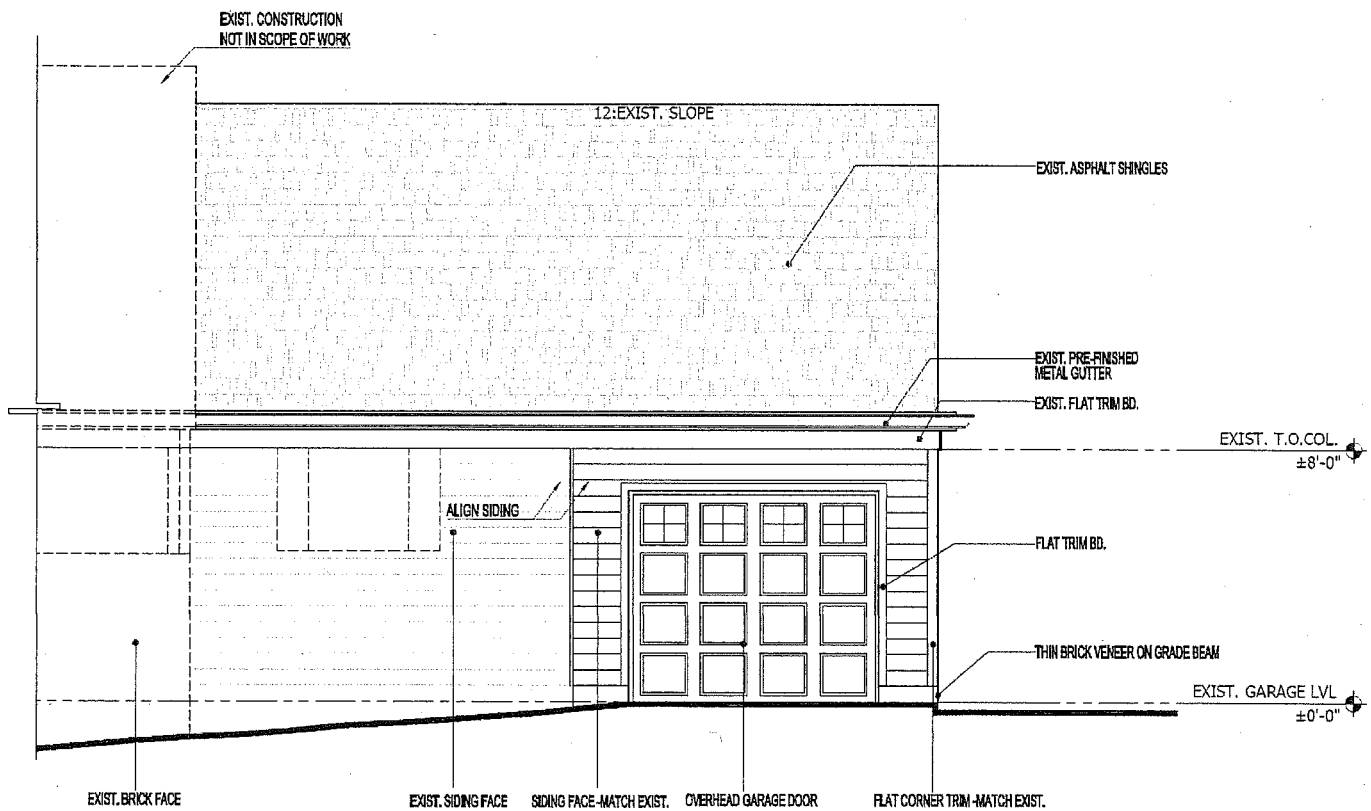 EXIST. CONSTRUCTION
NOT IN SCOPE OF WORK
12:EXIST. SLOPE
EXIST. ASPHALT SHINGLES
EXIST. PRE-FINISHED
METAL GUTTER
EXIST. FLAT TRIM BD.
EXIST. T.O.COL.
±8'-0"
ALIGN SIDING
FLAT TRIM BD.
THIN BRICK VENEER ON GRADE BEAM
EXIST. GARAGE LVL
±0'-0"
EXIST. BRICK FACE
EXIST. SIDING FACE
SIDING FACE-MATCH EXIST.
OVERHEAD GARAGE DOOR
FLAT CORNER TRIM-MATCH EXIST.